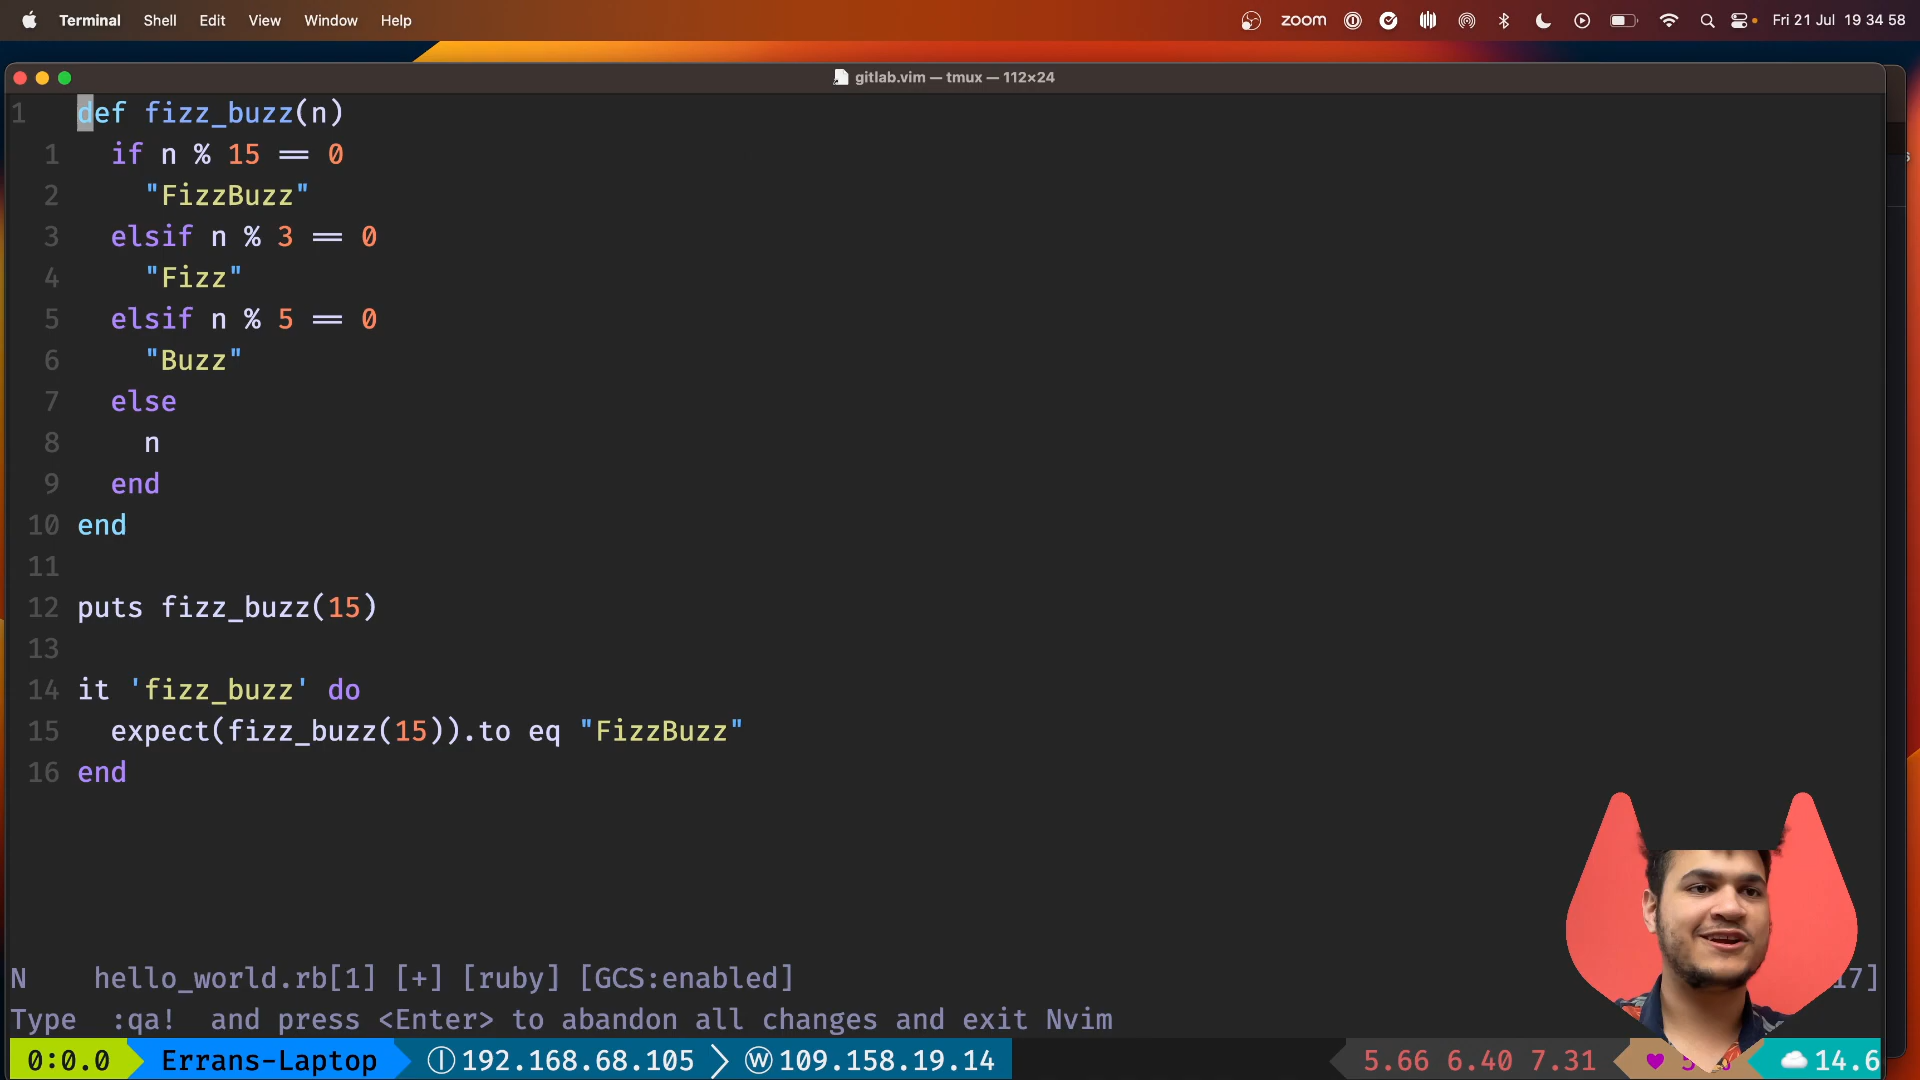 Terminal Shell Edit View Window Help zoom Fri 21 Jul 19 34 58
gitlab.vim — tmux — 112×24
1 def fizz_buzz(n)
1 if n % 15 == 0
2 "FizzBuzz"
3 elsif n % 3 == 0
4 "Fizz"
5 elsif n % 5 == 0
6 "Buzz"
7 else
8 n
9 end
10 end
11
12 puts fizz_buzz(15)
13
14 it 'fizz_buzz' do
15 expect(fizz_buzz(15)).to eq "FizzBuzz"
16 end
N hello_world.rb[1] [+] [ruby] [GCS:enabled] 17]
Type :qa! and press <Enter> to abandon all changes and exit Nvim
0:0.0 Errans-Laptop Ⓘ 192.168.68.105 Ⓦ 109.158.19.14 5.66 6.40 7.31 ♥ 14.6